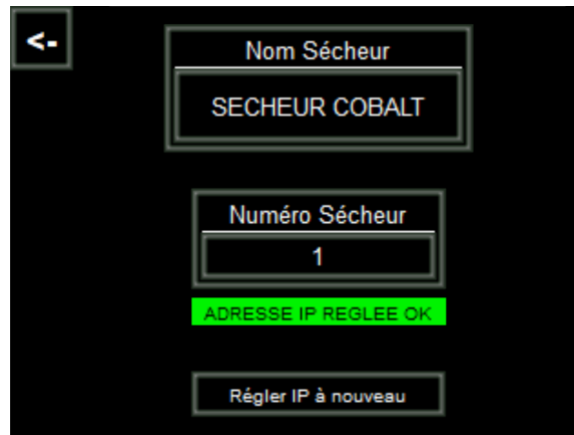 <-
Nom Sécheur
SECHEUR COBALT
Numéro Sécheur
1
ADRESSE IP REGLEE OK
Régler IP à nouveau